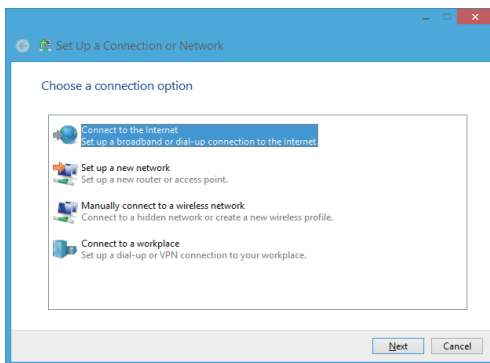 Set Up a Connection or Network
Choose a connection option
Connect to the Internet
Set up a broadband or dial-up connection to the Internet.
Set up a new network
Set up a new router or access point.
Manually connect to a wireless network
Connect to a hidden network or create a new wireless profile.
Connect to a workplace
Set up a dial-up or VPN connection to your workplace.
Next Cancel